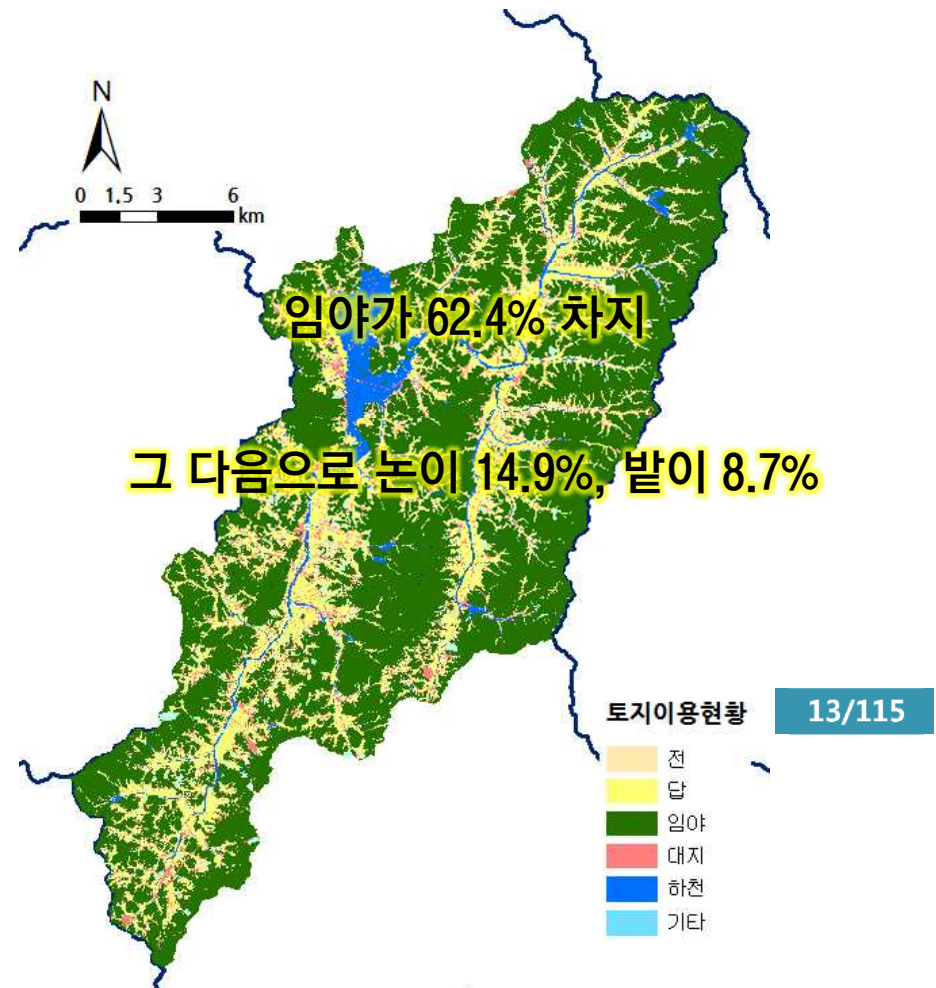 N
0 1.5 3 6
km
임야가 62.4% 차지
그 다음으로 논이 14.9%, 밭이 8.7%
토지이용현황
13/115
전
답
임야
대지
하천
기타